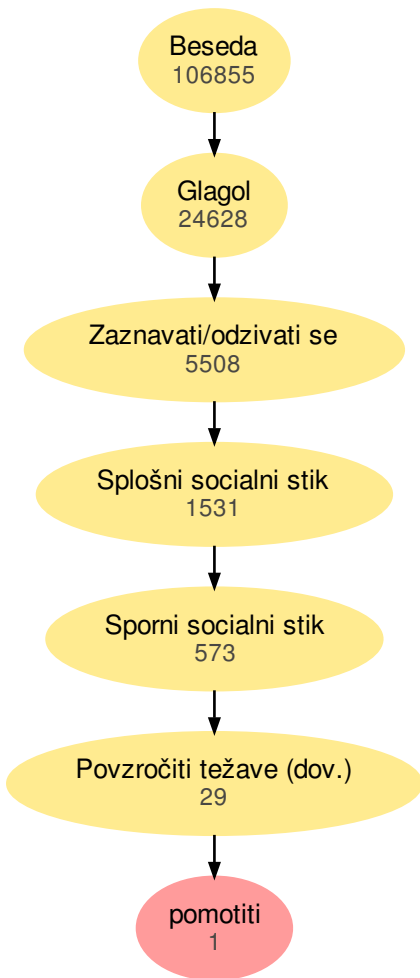 Beseda
106855
Glagol
24628
Zaznavati/odzivati se
5508
Splošni socialni stik
1531
Sporni socialni stik
573
Povzročiti težave (dov.)
29
pomotiti
1